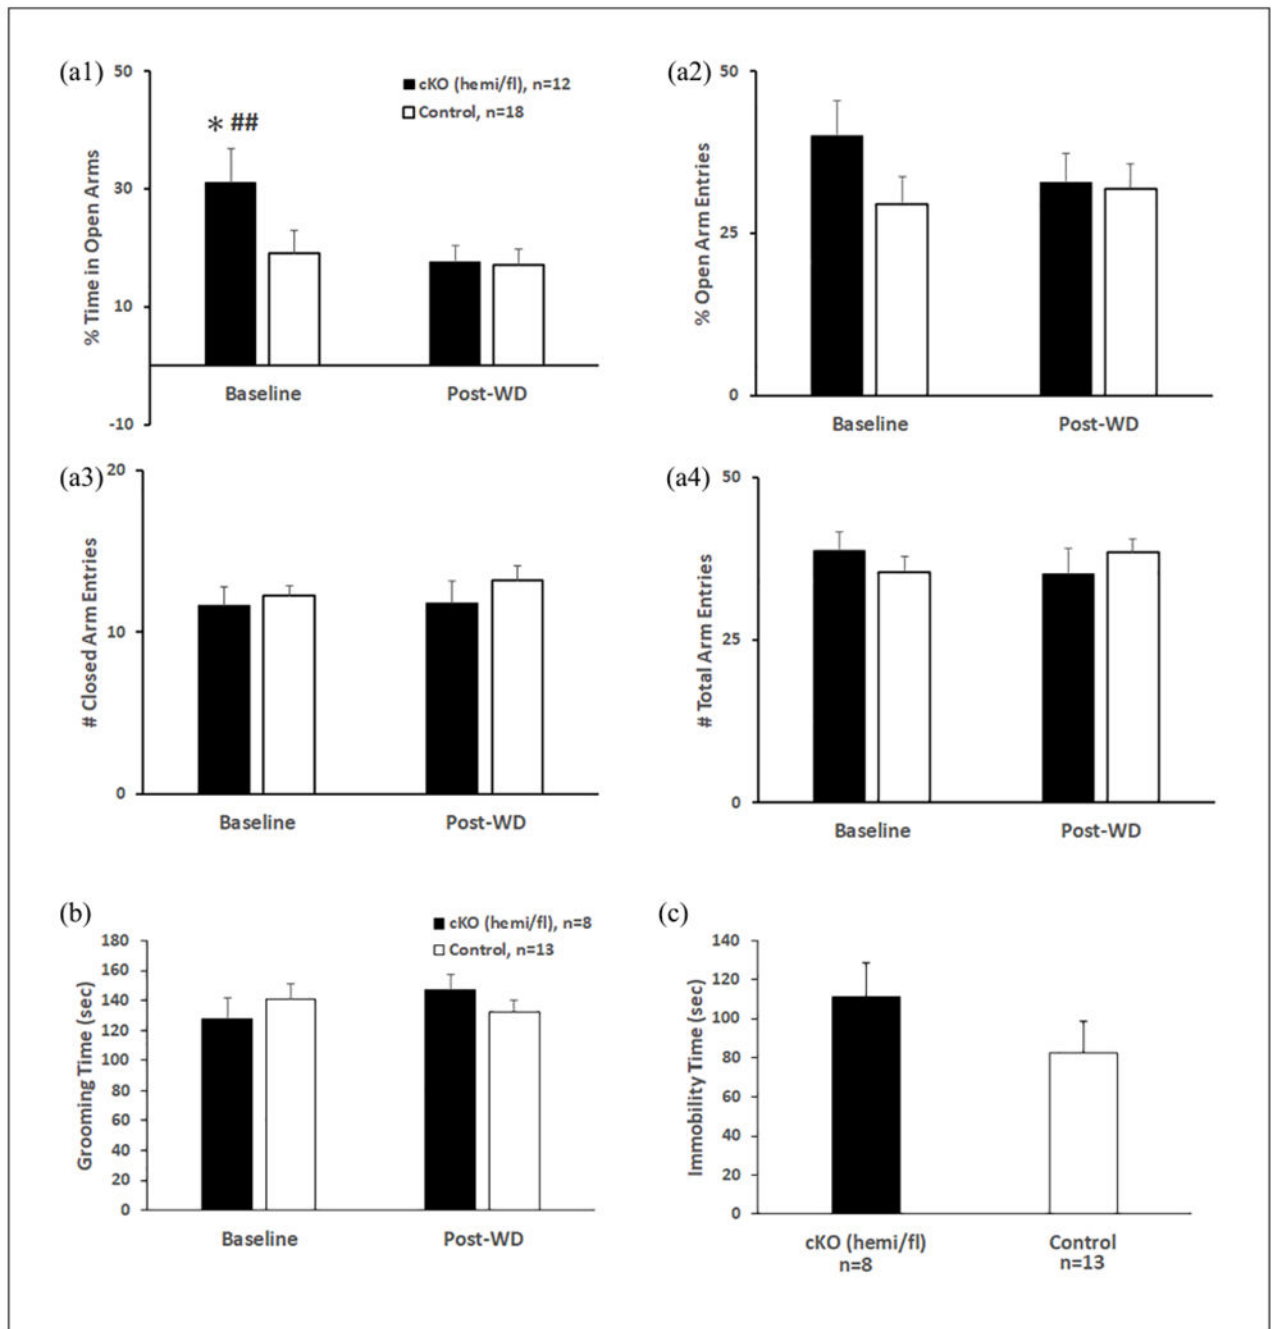 (a1)
% Time in Open Arms
50
30
10
-10
* ##
cKO (hemi/fl), n=12
Control, n=18
Baseline
Post-WD
(a2)
% Open Arm Entries
50
25
0
Baseline
Post-WD
(a3)
# Closed Arm Entries
20
10
0
Baseline
Post-WD
(a4)
# Total Arm Entries
50
25
0
Baseline
Post-WD
(b)
Grooming Time (sec)
180
160
140
120
100
80
60
40
20
0
cKO (hemi/fl), n=8
Control, n=13
Baseline
Post-WD
(c)
Immobility Time (sec)
140
120
100
80
60
40
20
0
cKO (hemi/fl)
n=8
Control
n=13